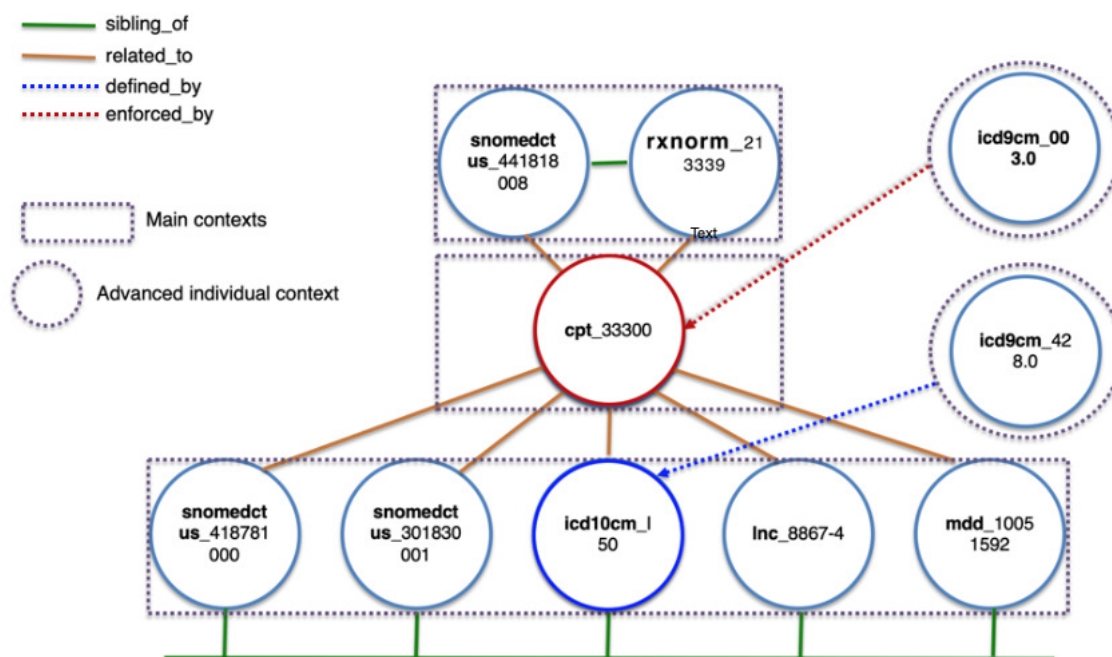 sibling_of
related_to
defined_by
enforced_by
Main contexts
Advanced individual context
snomedct
us_441818
008
rxnorm_21
3339
Text
icd9cm_00
3.0
cpt_33300
icd9cm_42
8.0
snomedct
us_418781
000
snomedct
us_301830
001
icd10cm_I
50
lnc_8867-4
mdd_1005
1592